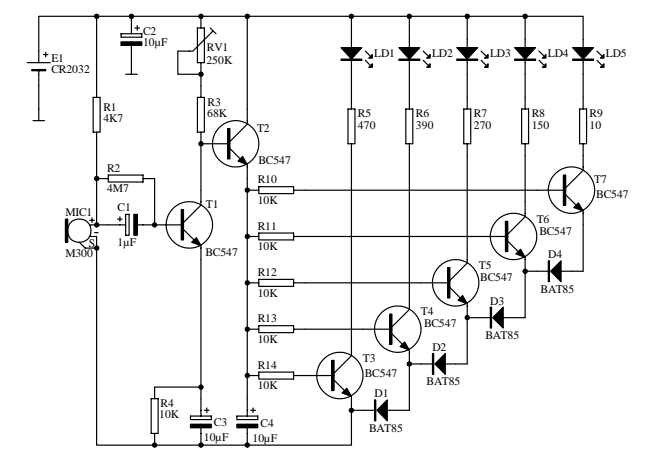 E1
CR2032
+
C2
10µF
+
RV1
250K
LD1
LD2
LD3
LD4
LD5
R1
4K7
R3
68K
R5
470
R6
390
R7
270
R8
150
R9
10
T2
BC547
R2
4M7
T7
BC547
R10
10K
MIC1
+
-
S
M300
C1
+
1µF
T1
BC547
R11
10K
T6
BC547
D4
BAT85
R12
10K
T5
BC547
D3
BAT85
R13
10K
T4
BC547
D2
BAT85
R14
10K
T3
BC547
D1
BAT85
R4
10K
+
C3
10µF
+
C4
10µF